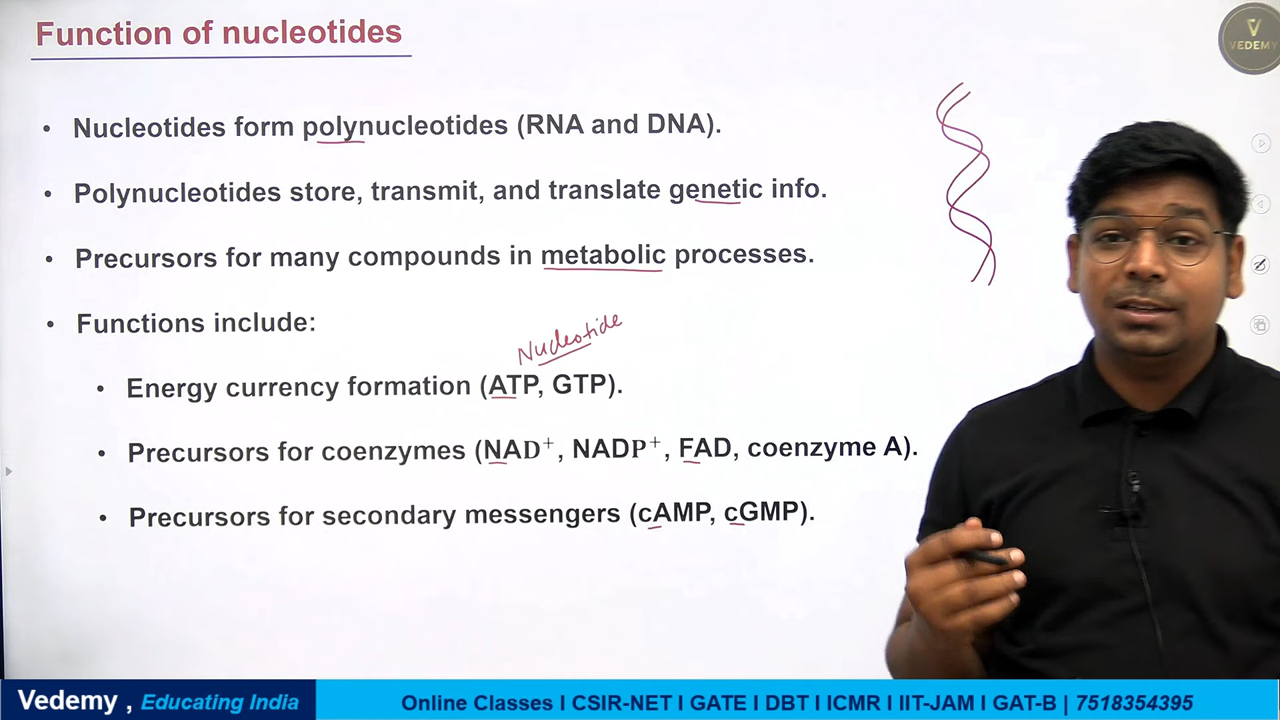 Function of nucleotides
V
VEDEMY
• Nucleotides form polynucleotides (RNA and DNA).
• Polynucleotides store, transmit, and translate genetic info.
• Precursors for many compounds in metabolic processes.
• Functions include:
Nucleotide
• Energy currency formation (ATP, GTP).
• Precursors for coenzymes (NAD⁺, NADP⁺, FAD, coenzyme A).
• Precursors for secondary messengers (cAMP, cGMP).
Vedemy , Educating India Online Classes I CSIR-NET I GATE I DBT I ICMR I IIT-JAM I GAT-B | 7518354395